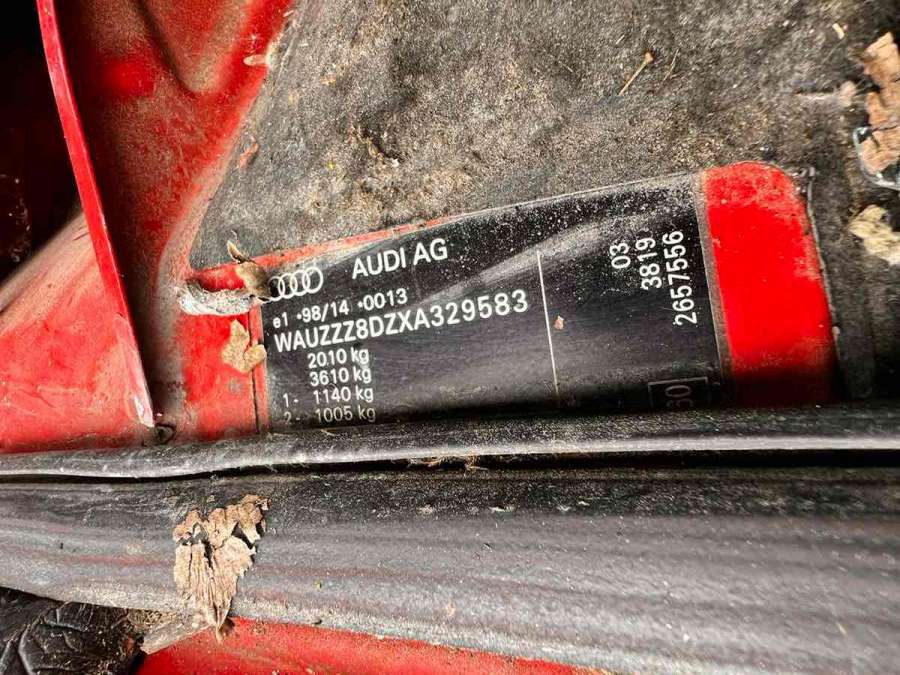 AUDI AG
e1 *98/14 *0013
WAUZZZ8DZXA329583
2010 kg
3610 kg
1- 1140 kg
2- 1005 kg
03
3819
2657556